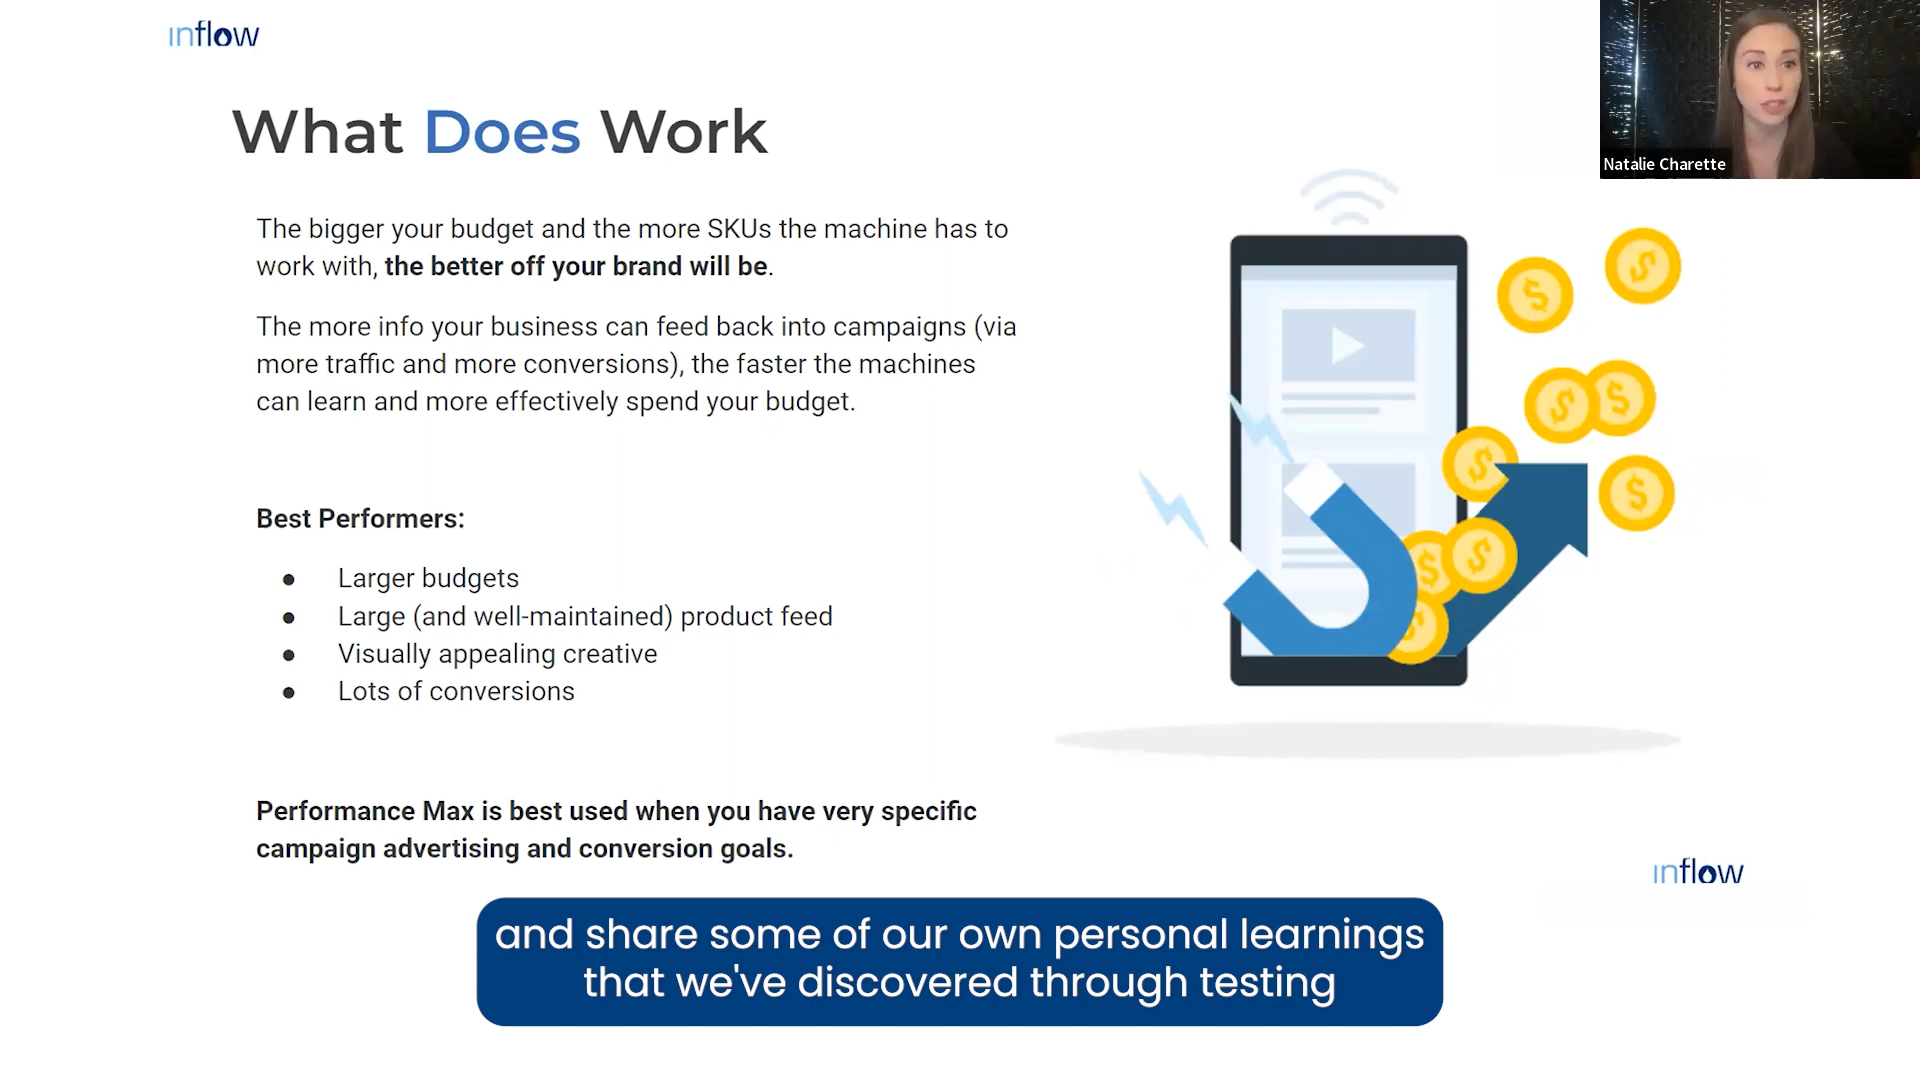 inflow
What Does Work
Natalie Charette
The bigger your budget and the more SKUs the machine has to
work with, the better off your brand will be.
The more info your business can feed back into campaigns (via
more traffic and more conversions), the faster the machines
can learn and more effectively spend your budget.
Best Performers:
● Larger budgets
● Large (and well-maintained) product feed
● Visually appealing creative
● Lots of conversions
Performance Max is best used when you have very specific
campaign advertising and conversion goals.
inflow
and share some of our own personal learnings
that we've discovered through testing